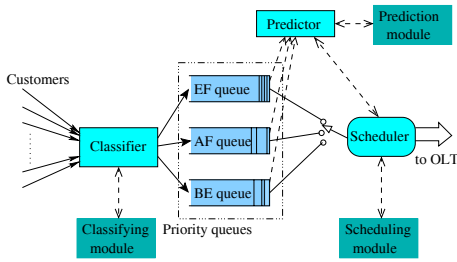 Predictor
Prediction
module
Customers
EF queue
Classifier
AF queue
Scheduler
to OLT
BE queue
Classifying
module
Priority queues
Scheduling
module